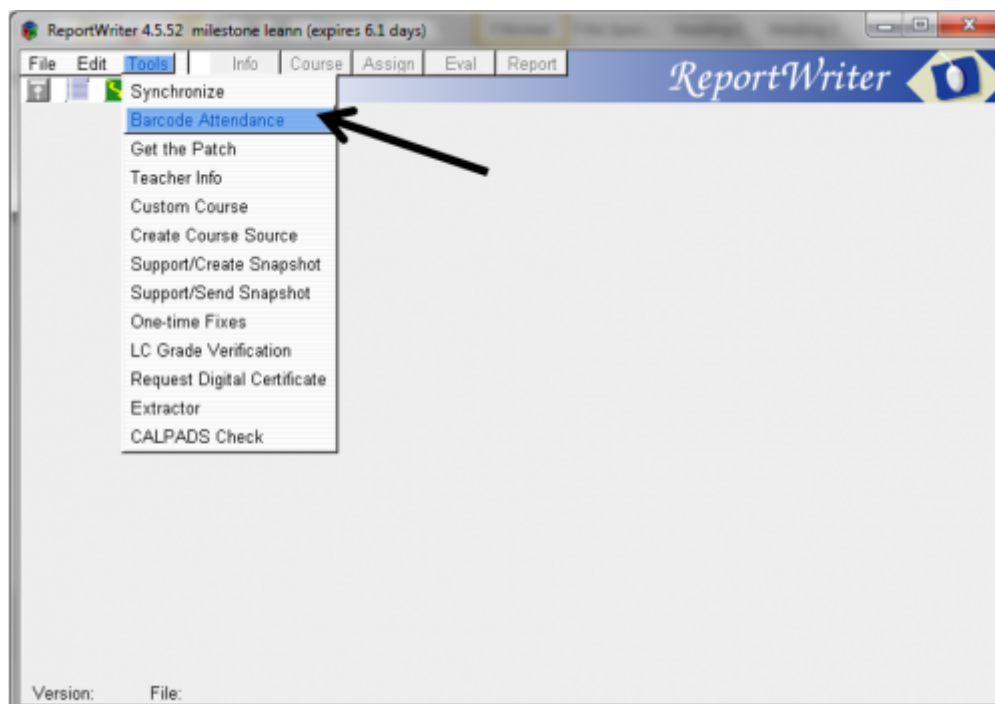 ReportWriter 4.5.52 milestone leann (expires 6.1 days)
File Edit Tools Info Course Assign Eval Report
ReportWriter
Synchronize
Barcode Attendance
Get the Patch
Teacher Info
Custom Course
Create Course Source
Support/Create Snapshot
Support/Send Snapshot
One-time Fixes
LC Grade Verification
Request Digital Certificate
Extractor
CALPADS Check
Version: File: